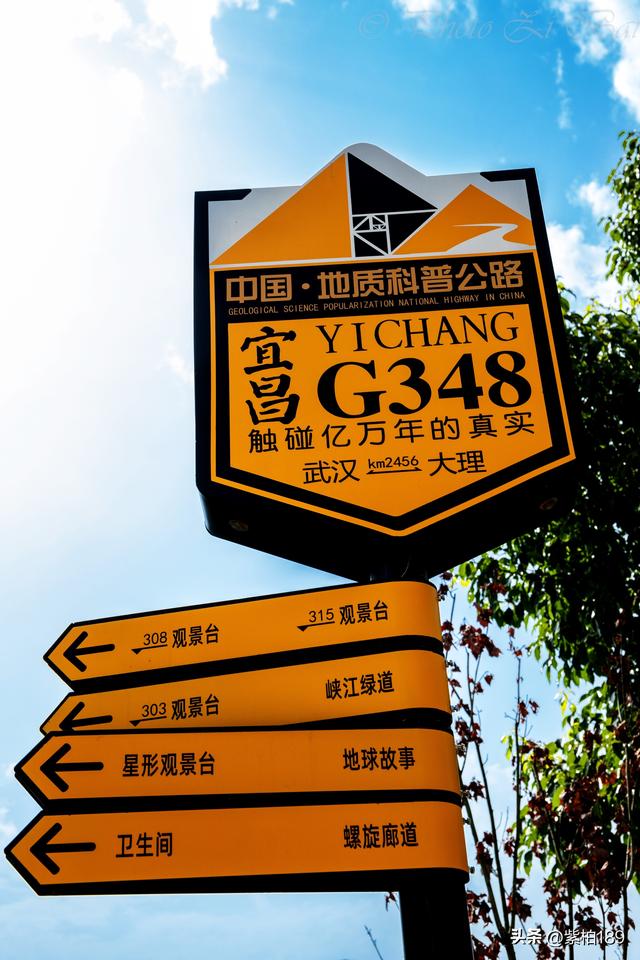 © Photo Zi Bai
中国·地质科普公路
GEOLOGICAL SCIENCE POPULARIZATION NATIONAL HIGHWAY IN CHINA
宜昌
YICHANG
G348
触碰亿万年的真实
武汉 km2456 大理
308 观景台 315 观景台
303 观景台 峡江绿道
星形观景台 地球故事
卫生间 螺旋廊道
头条 @紫柏189